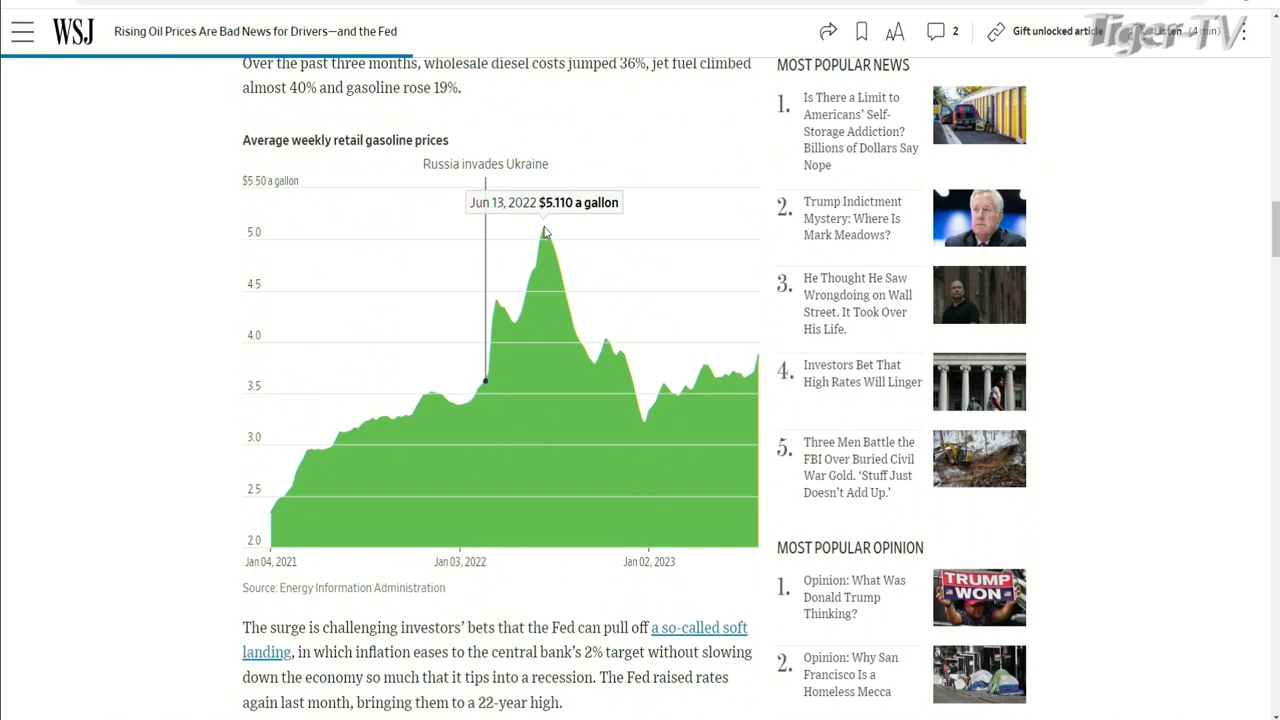 WSJ
Rising Oil Prices Are Bad News for Drivers—and the Fed
2
Gift unlocked article
Listen (4 min)
Tiger-TV
Over the past three months, wholesale diesel costs jumped 36%, jet fuel climbed
almost 40% and gasoline rose 19%.
Average weekly retail gasoline prices
Russia invades Ukraine
$5.50 a gallon
Jun 13, 2022 $5.110 a gallon
5.0
4.5
4.0
3.5
3.0
2.5
2.0
Jan 04, 2021
Jan 03, 2022
Jan 02, 2023
Source: Energy Information Administration
The surge is challenging investors’ bets that the Fed can pull off a so-called soft
landing, in which inflation eases to the central bank’s 2% target without slowing
down the economy so much that it tips into a recession. The Fed raised rates
again last month, bringing them to a 22-year high.
MOST POPULAR NEWS
1.
Is There a Limit to
Americans’ Self-
Storage Addiction?
Billions of Dollars Say
Nope
2.
Trump Indictment
Mystery: Where Is
Mark Meadows?
3.
He Thought He Saw
Wrongdoing on Wall
Street. It Took Over
His Life.
4.
Investors Bet That
High Rates Will Linger
5.
Three Men Battle the
FBI Over Buried Civil
War Gold. ‘Stuff Just
Doesn’t Add Up.’
MOST POPULAR OPINION
1.
Opinion: What Was
Donald Trump
Thinking?
TRUMP
WON
2.
Opinion: Why San
Francisco Is a
Homeless Mecca